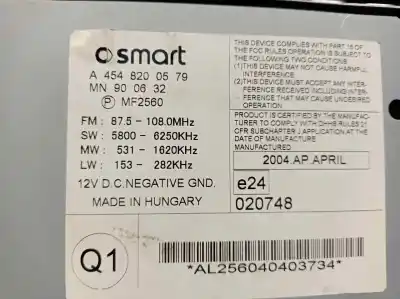 smart
A 454 820 05 79
MN 90 06 32
P MF2560
FM : 87.5 - 108.0MHz
SW : 5800 - 6250KHz
MW : 531 - 1620KHz
LW : 153 - 282KHz
12V D.C.NEGATIVE GND.
MADE IN HUNGARY
THIS DEVICE COMPLIES WITH PART 15 OF
THE FCC RULES OPERATION IS SUBJECT TO
THE FOLLOWING TWO CONDITIONS
(1)THIS DEVICE MAY NOT CAUSE HARMFUL
INTERFERENCE
(2)THIS DEVICE MUST ACCEPT ANY INTER-
FERENCE RECEIVED INCLUDING INTER-
FERENCE THAT MAY CAUSE UNDESIRED
OPERATION
PRODUCT IS CERTIFIED BY THE MANUFAC-
TURER TO COMPLY WITH DHHS RULES 21
CFR SUBCHAPTER J APPLICABLE AT THE
DATE OF MANUFACTURE
MANUFACTURED
2004.AP.APRIL
e24
020748
Q1
*AL256040403734*